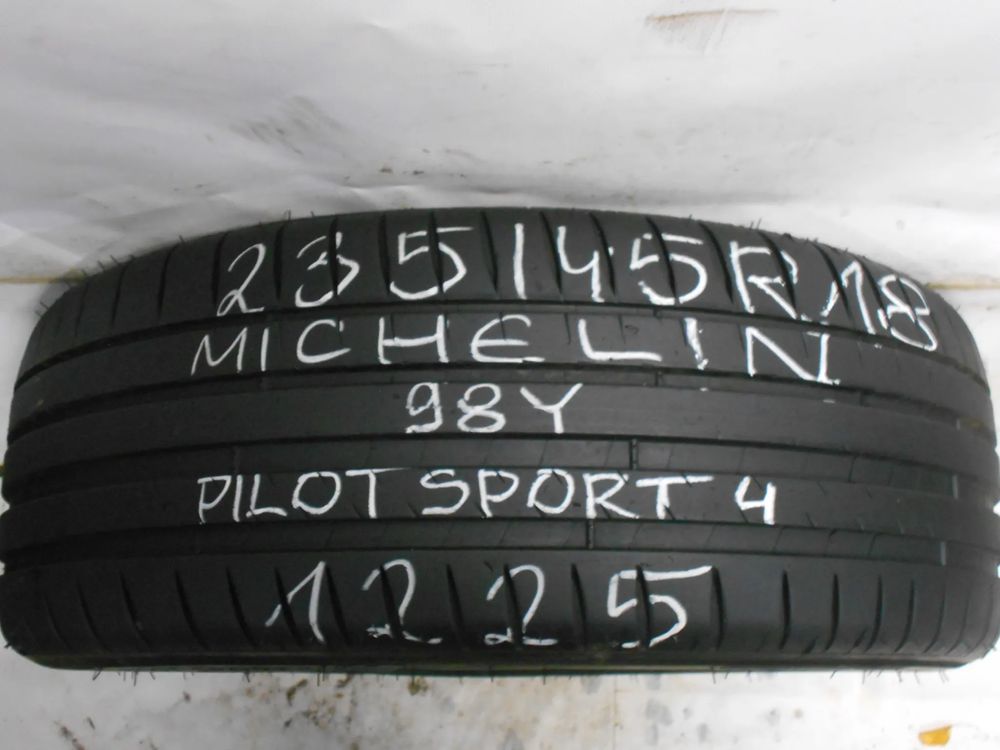 235/45R18
MICHELIN
98Y
PILOT SPORT 4
1225